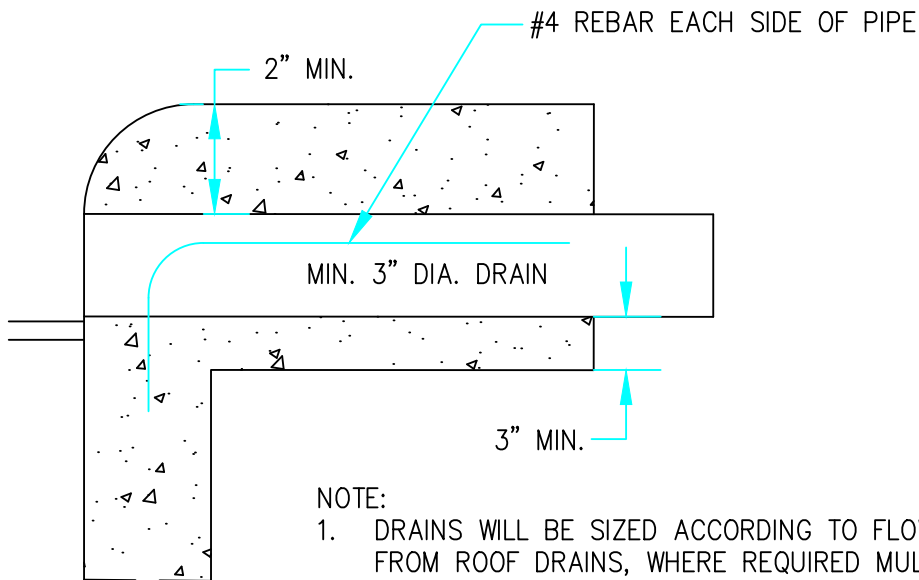 #4 REBAR EACH SIDE OF PIPE
2" MIN.
MIN. 3" DIA. DRAIN
3" MIN.
NOTE:
1. DRAINS WILL BE SIZED ACCORDING TO
FROM ROOF DRAINS, WHERE REQUIRED